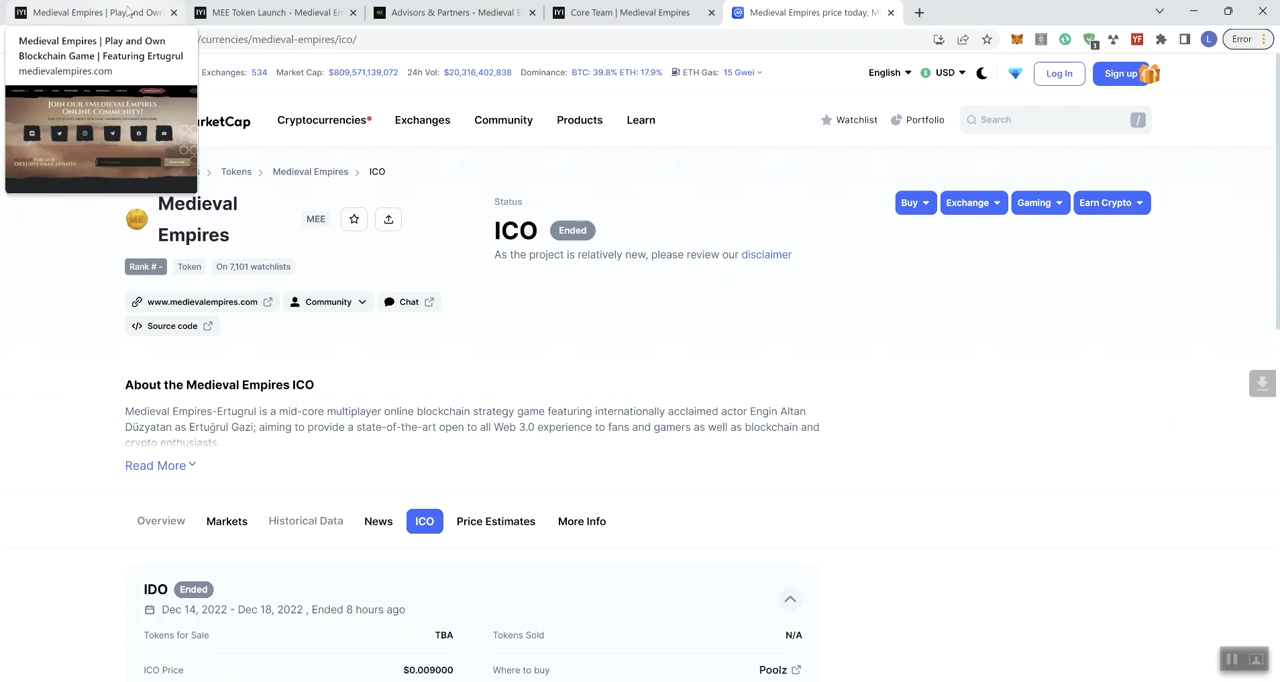 Medieval Empires | Play and Own
MEE Token Launch - Medieval En
Advisors & Partners - Medieval E
Core Team | Medieval Empires
Medieval Empires price today, M
Medieval Empires | Play and Own
Blockchain Game | Featuring Ertugrul
medievalempires.com
/currencies/medieval-empires/ico/
3
YF
L
Error
JOIN OUR #MEDIEVALEMPIRES
ONLINE COMMUNITY!
Exchanges: 534 Market Cap: $809,571,139,072 24h Vol: $20,316,402,838 Dominance: BTC: 39.8% ETH: 17.9% ETH Gas: 15 Gwei
English USD Log In Sign up
rketCap Cryptocurrencies Exchanges Community Products Learn
Watchlist Portfolio Search /
s > Tokens > Medieval Empires > ICO
Medieval
Empires
MEE
Rank # - Token On 7,101 watchlists
www.medievalempires.com Community Chat
Source code
Status
ICO Ended
As the project is relatively new, please review our disclaimer
Buy Exchange Gaming Earn Crypto
About the Medieval Empires ICO
Medieval Empires-Ertugrul is a mid-core multiplayer online blockchain strategy game featuring internationally acclaimed actor Engin Altan
Düzyatan as Ertuğrul Gazi; aiming to provide a state-of-the-art open to all Web 3.0 experience to fans and gamers as well as blockchain and
crypto enthusiasts.
Read More
Overview Markets Historical Data News ICO Price Estimates More Info
IDO Ended
Dec 14, 2022 - Dec 18, 2022 , Ended 8 hours ago
Tokens for Sale TBA Tokens Sold N/A
ICO Price $0.009000 Where to buy Poolz